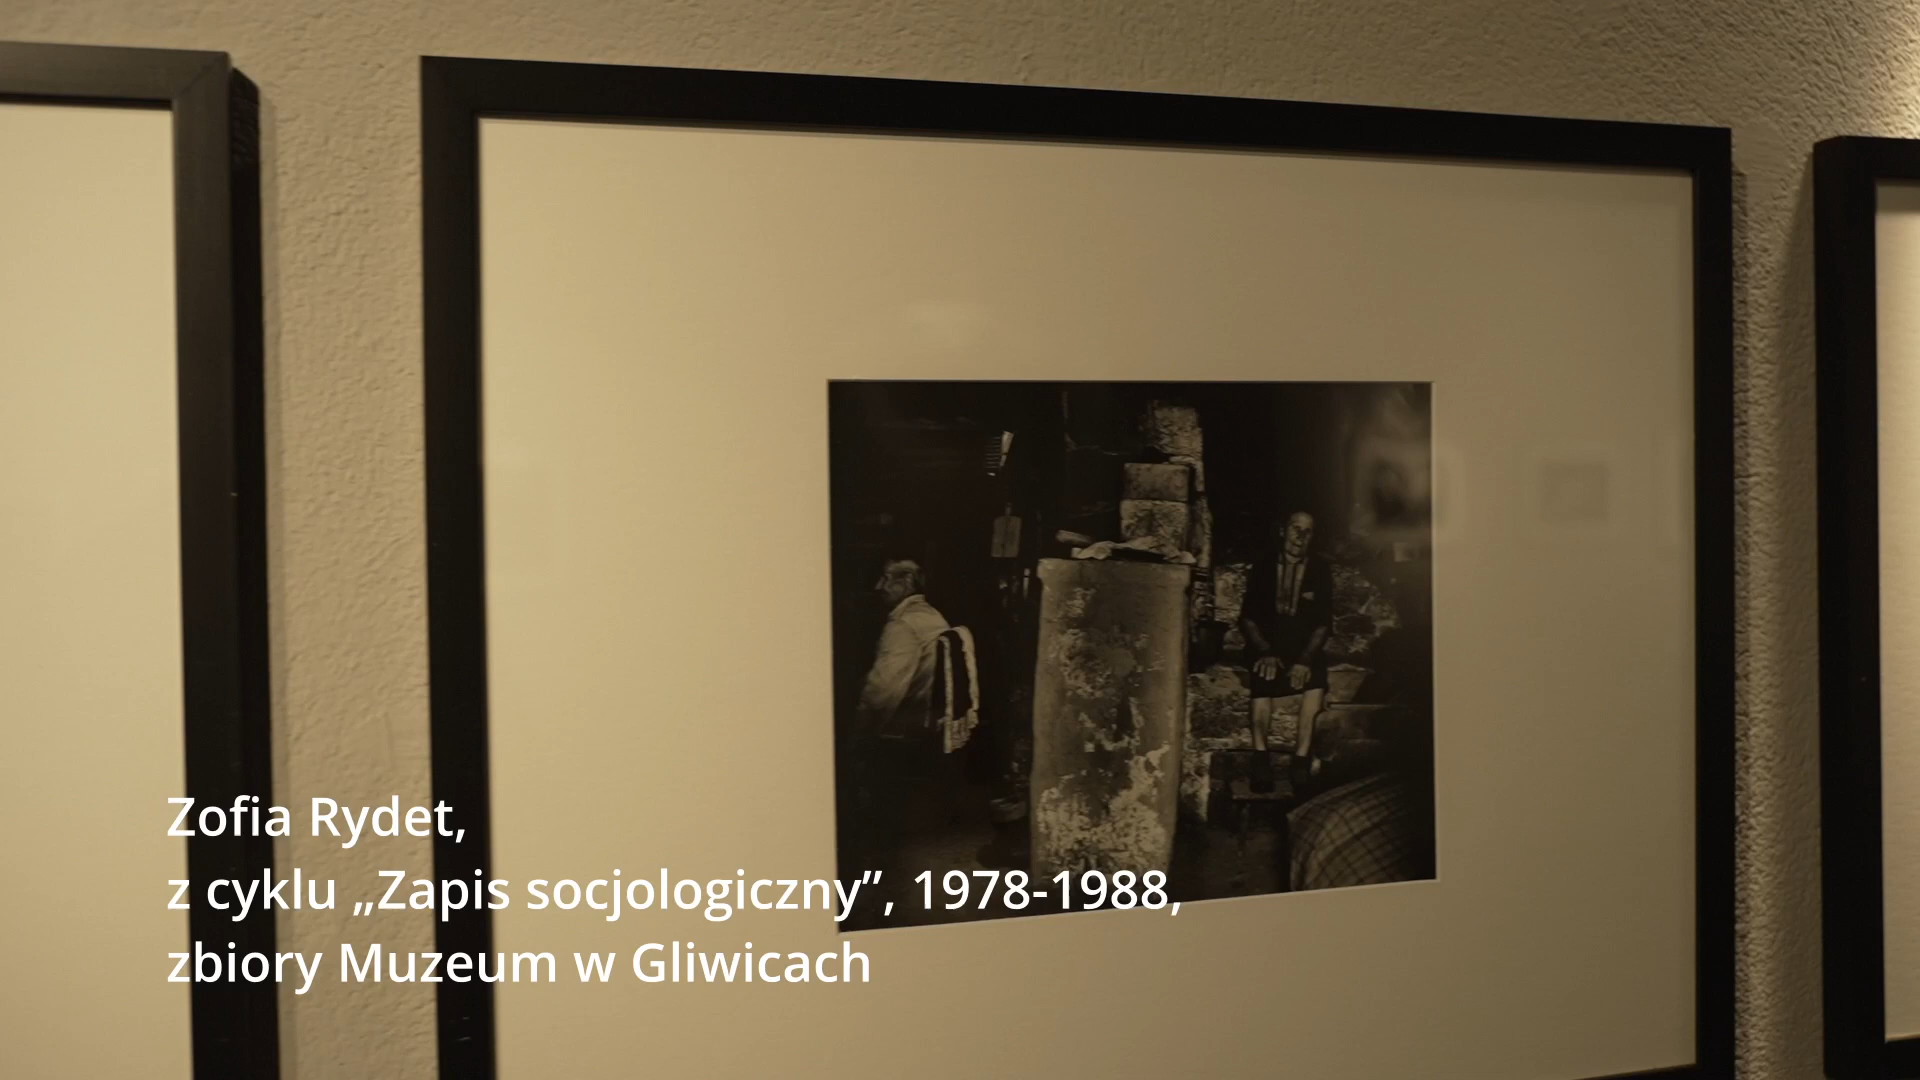 Zofia Rydet,
z cyklu „Zapis socjologiczny”, 1978-1988,
zbiory Muzeum w Gliwicach